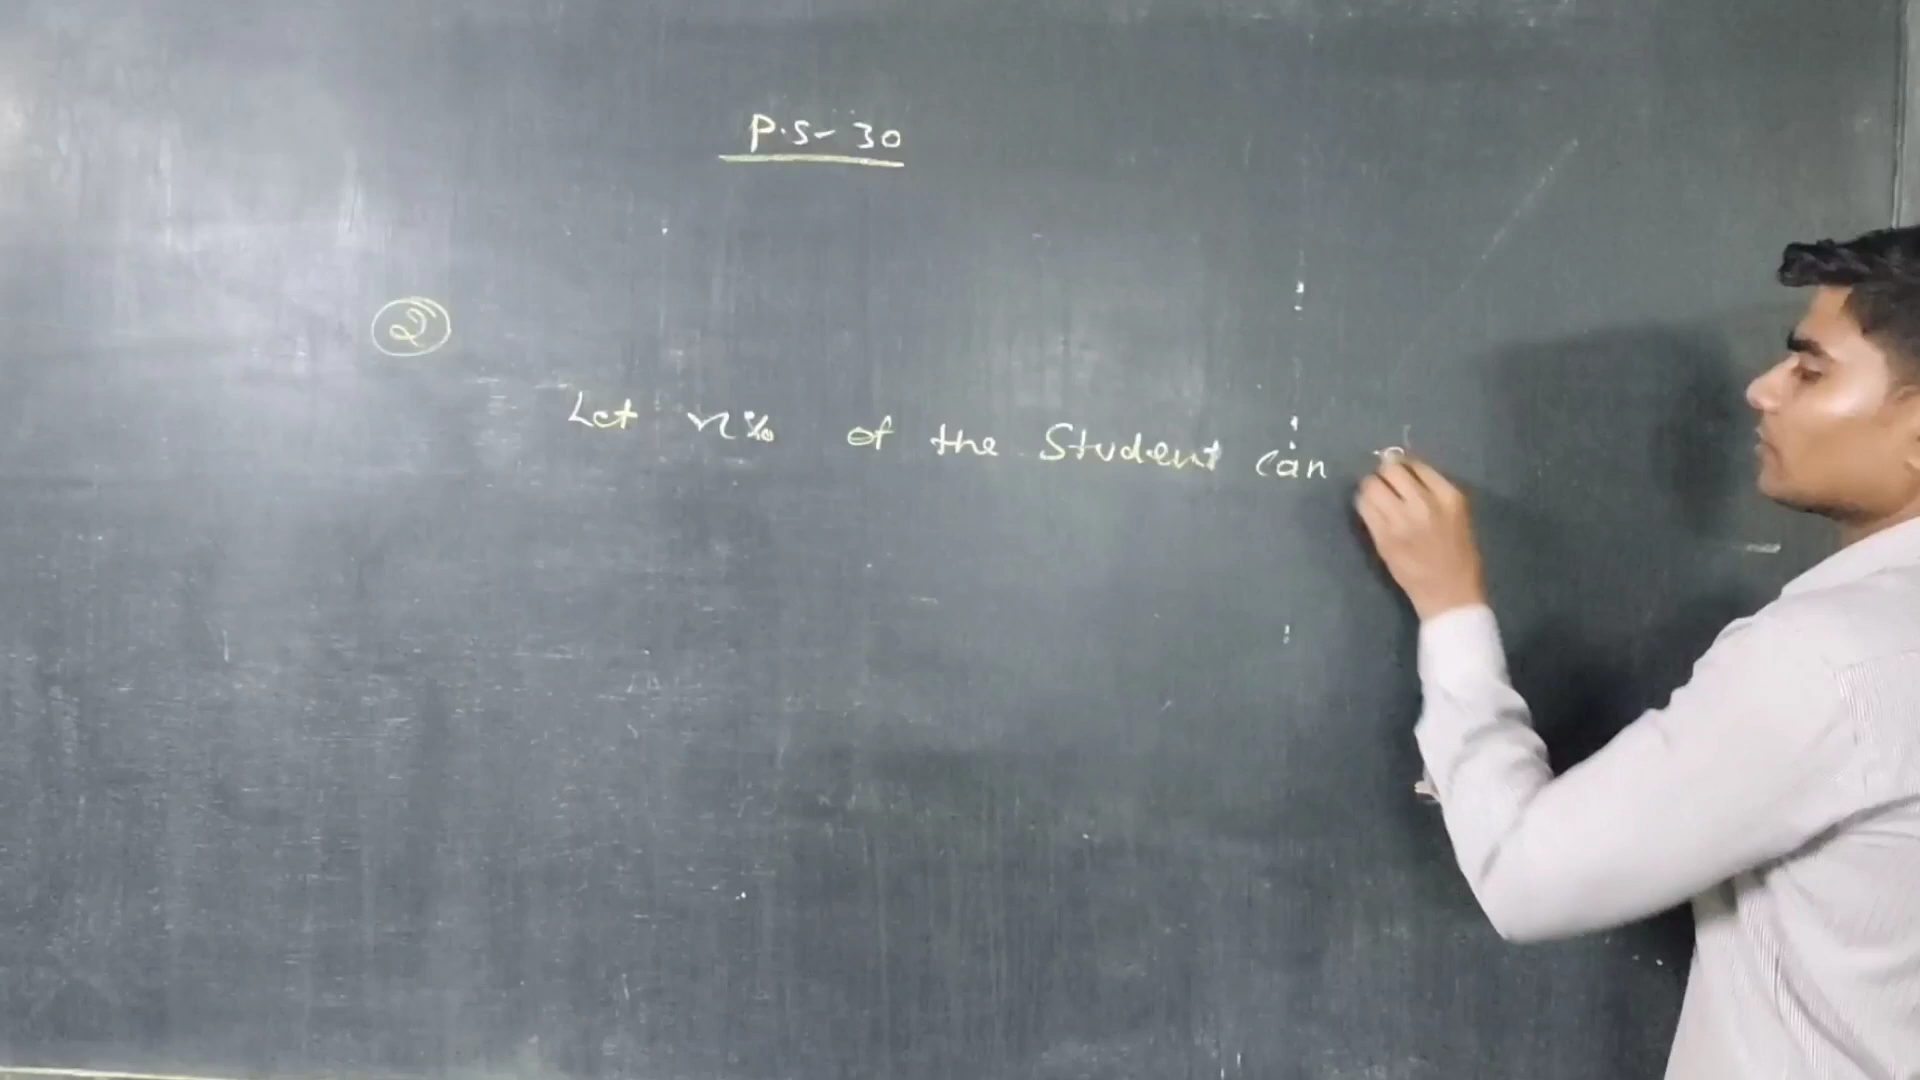 P.S- 30
2
Let x% of the Student can